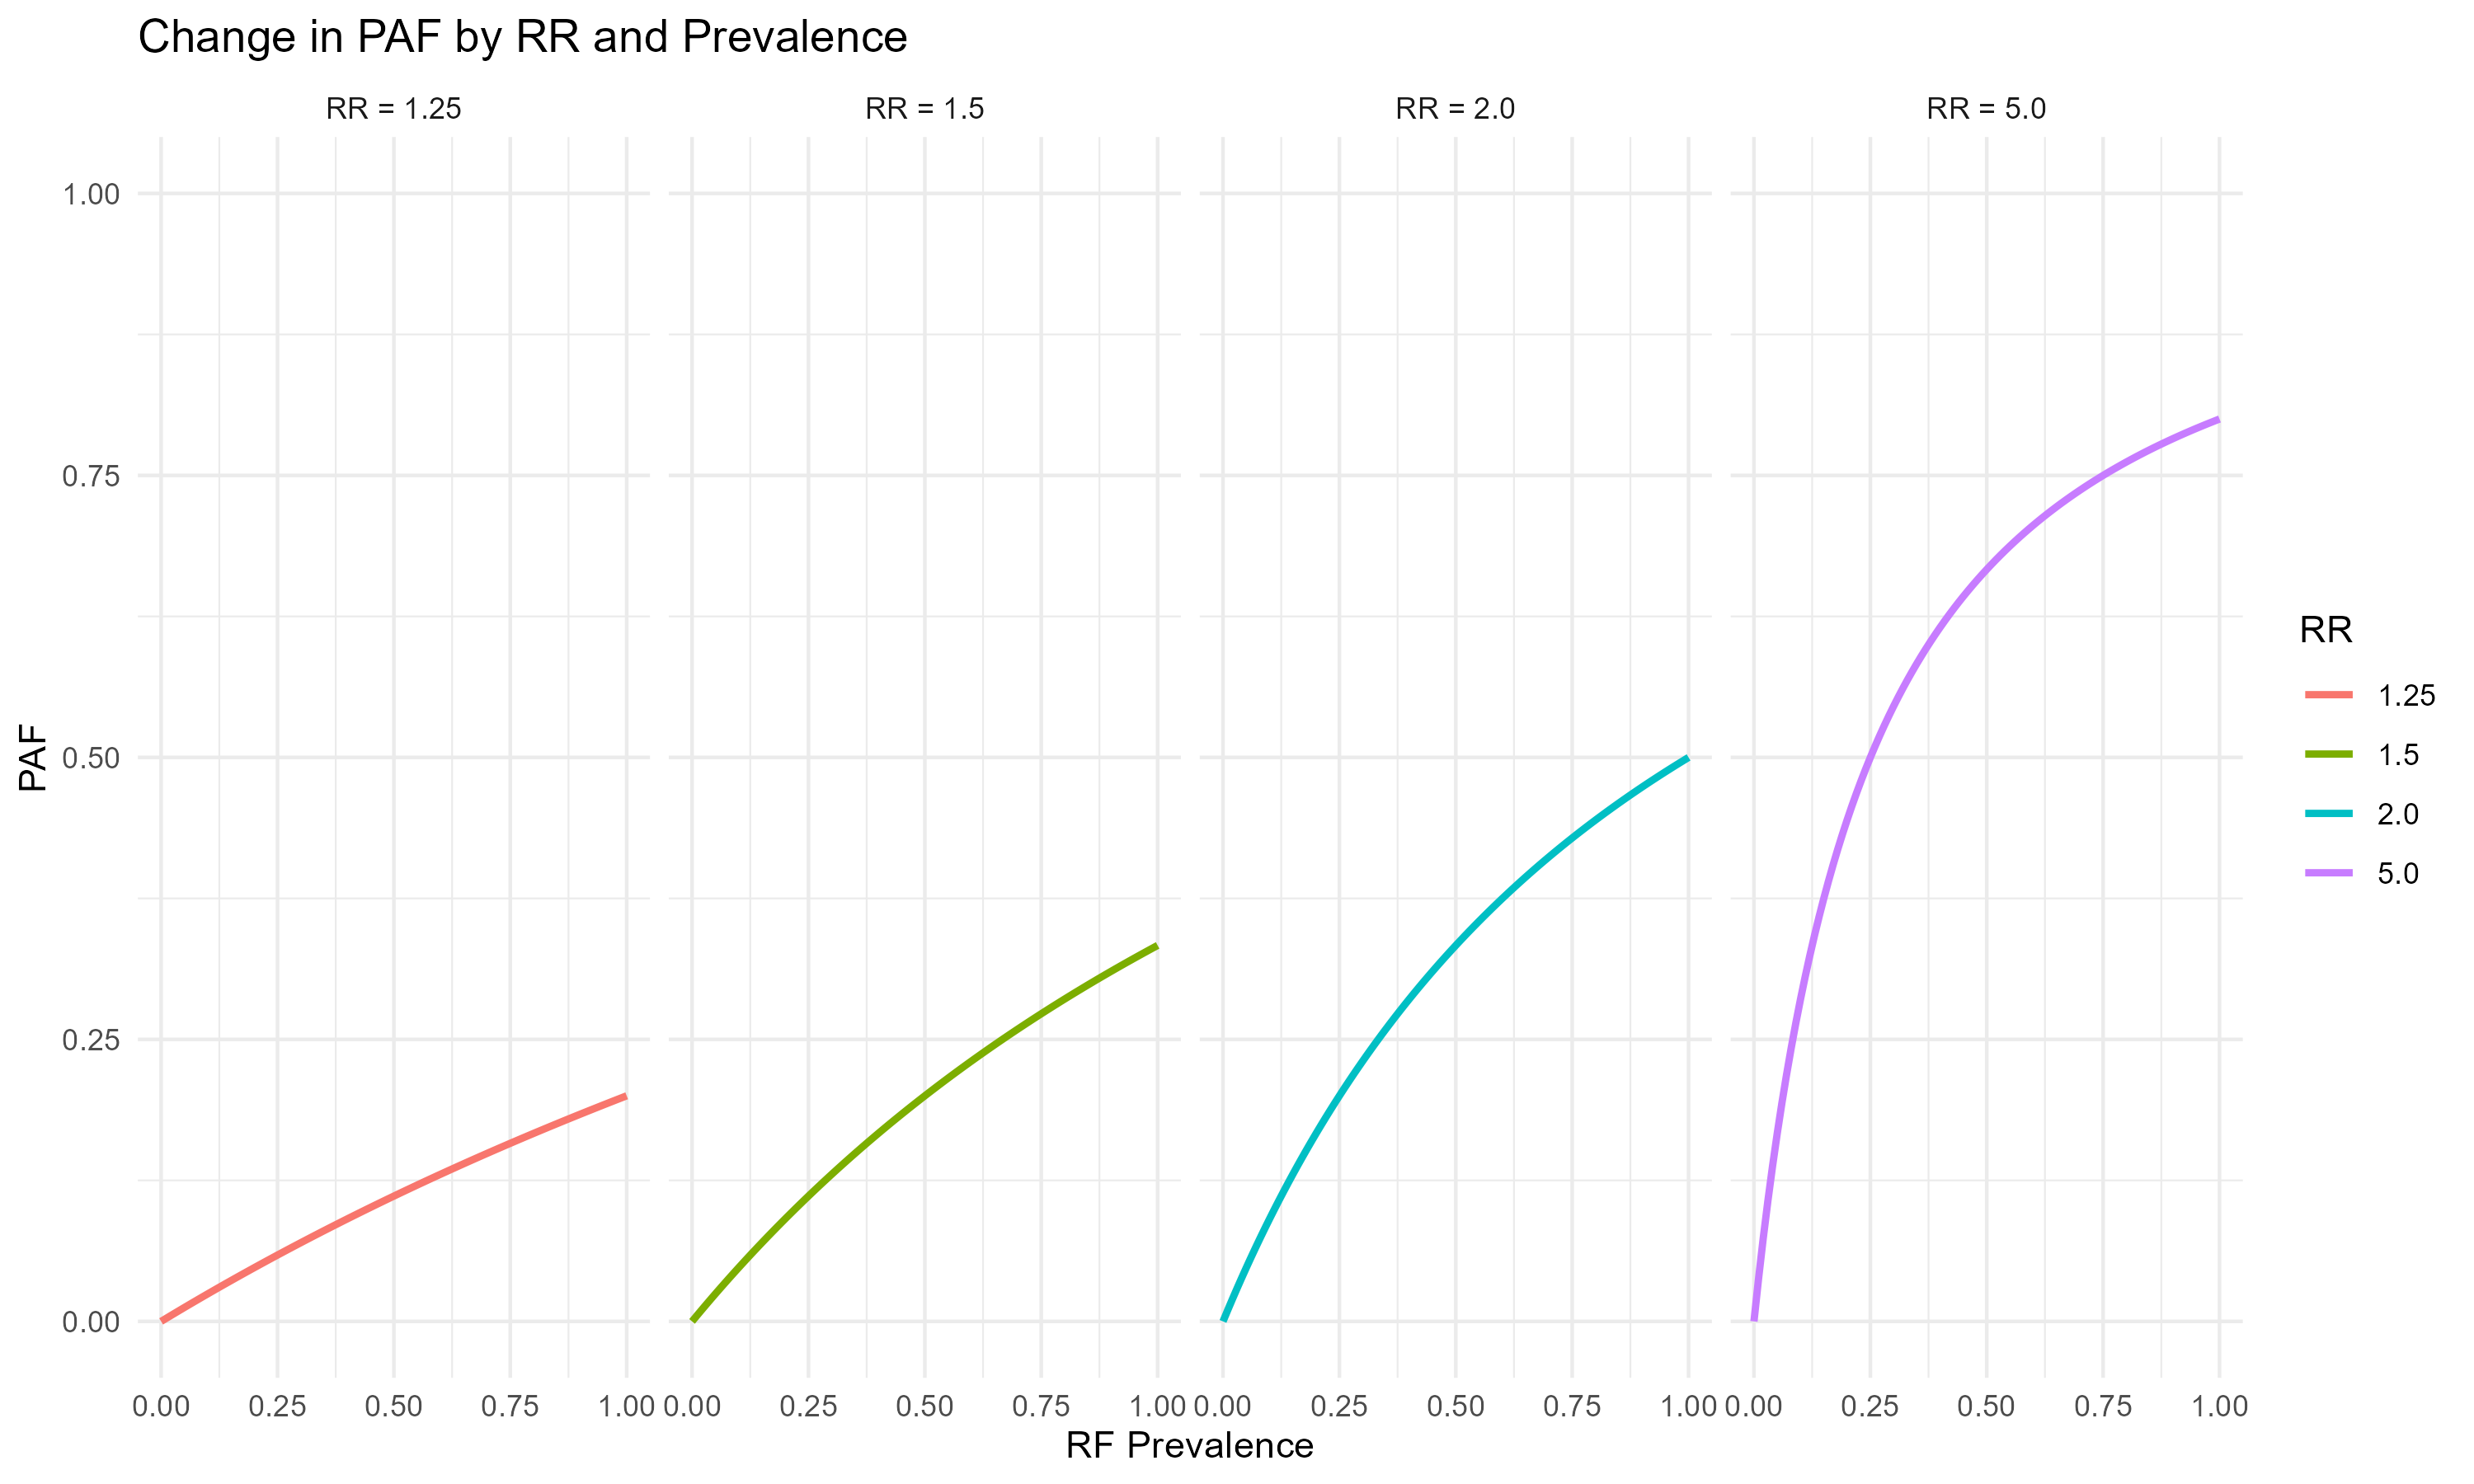 Change in PAF by RR and Prevalence
RR = 1.25 RR = 1.5 RR = 2.0 RR = 5.0
1.00
0.75
0.50
0.25
0.00
PAF
0.00 0.25 0.50 0.75 1.00 0.00 0.25 0.50 0.75 1.00 0.00 0.25 0.50 0.75 1.00 0.00 0.25 0.50 0.75 1.00
RF Prevalence
RR
1.25
1.5
2.0
5.0